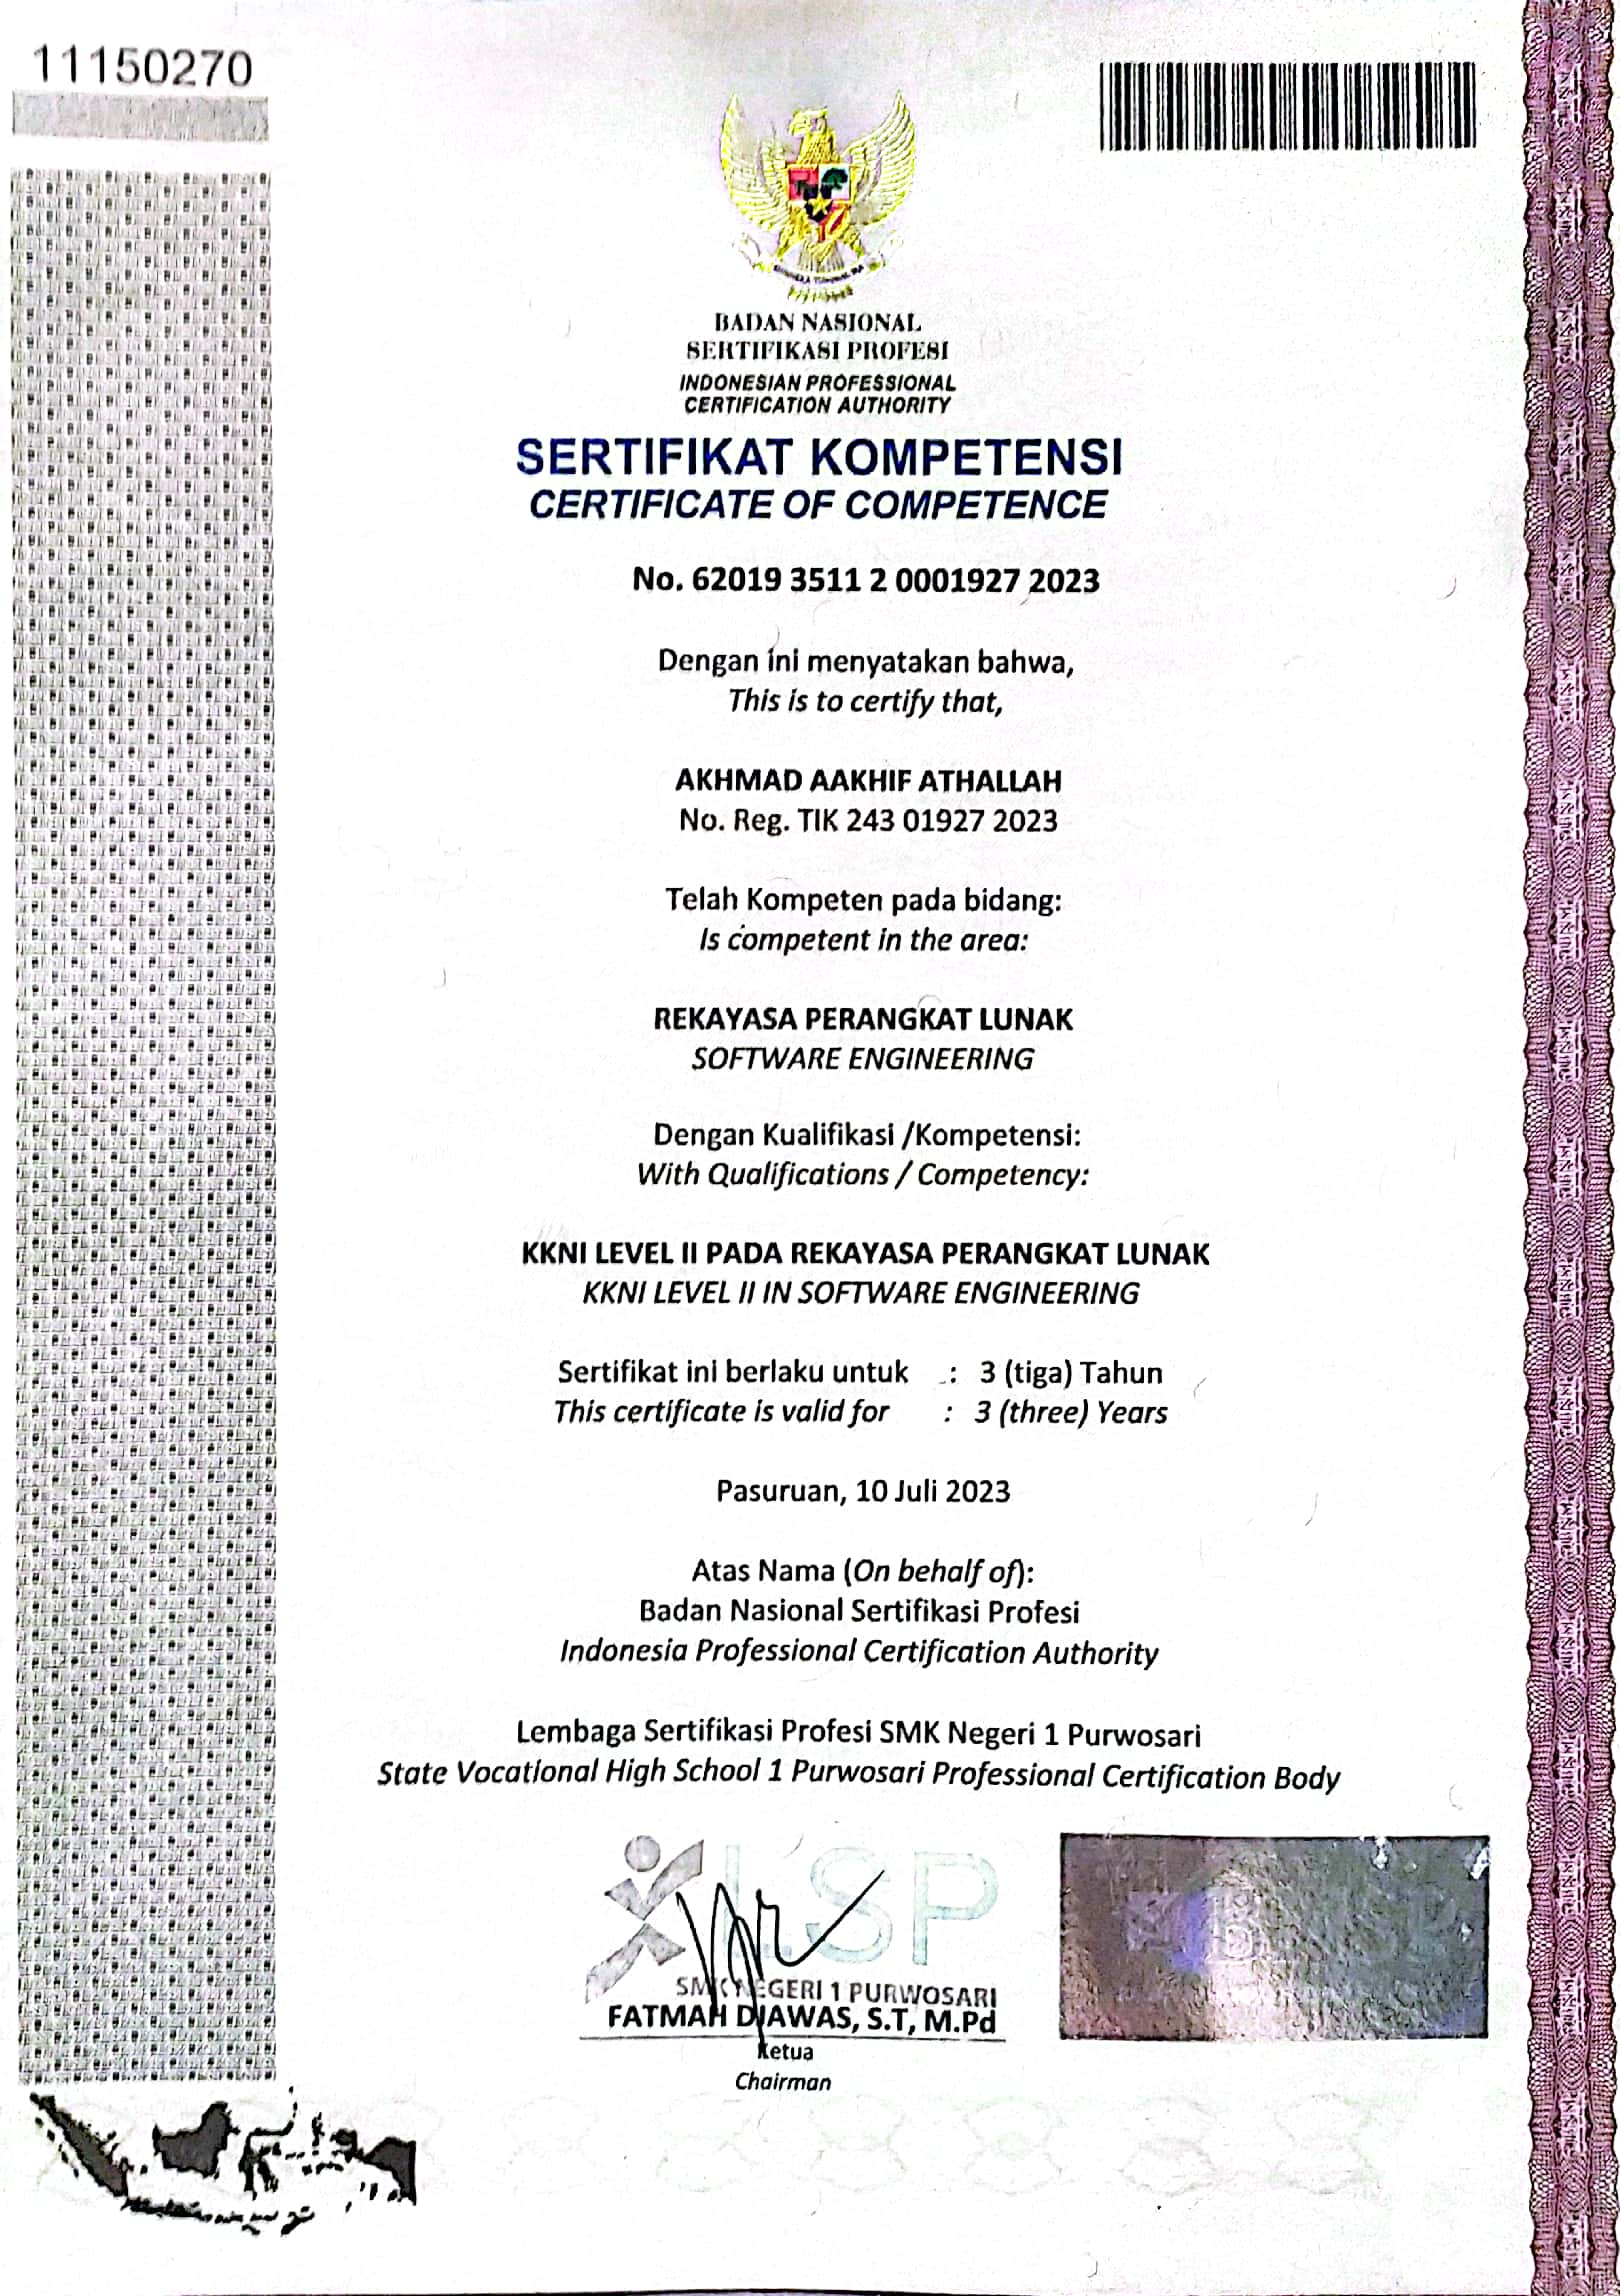 11150270
BADAN NASIONAL
SERTIFIKASI PROFESI
INDONESIAN PROFESSIONAL
CERTIFICATION AUTHORITY
SERTIFIKAT KOMPETENSI
CERTIFICATE OF COMPETENCE
No. 62019 3511 2 0001927 2023
Dengan ini menyatakan bahwa,
This is to certify that,
AKHMAD AAKHIF ATHALLAH
No. Reg. TIK 243 01927 2023
Telah Kompeten pada bidang:
Is competent in the area:
REKAYASA PERANGKAT LUNAK
SOFTWARE ENGINEERING
Dengan Kualifikasi /Kompetensi:
With Qualifications / Competency:
KKNI LEVEL II PADA REKAYASA PERANGKAT LUNAK
KKNI LEVEL II IN SOFTWARE ENGINEERING
Sertifikat ini berlaku untuk : 3 (tiga) Tahun
This certificate is valid for : 3 (three) Years
Pasuruan, 10 Juli 2023
Atas Nama (On behalf of):
Badan Nasional Sertifikasi Profesi
Indonesia Professional Certification Authority
Lembaga Sertifikasi Profesi SMK Negeri 1 Purwosari
State Vocational High School 1 Purwosari Professional Certification Body
LSP
SMK NEGERI 1 PURWOSARI
FATMAH DJAWAS, S.T, M.Pd
Ketua
Chairman